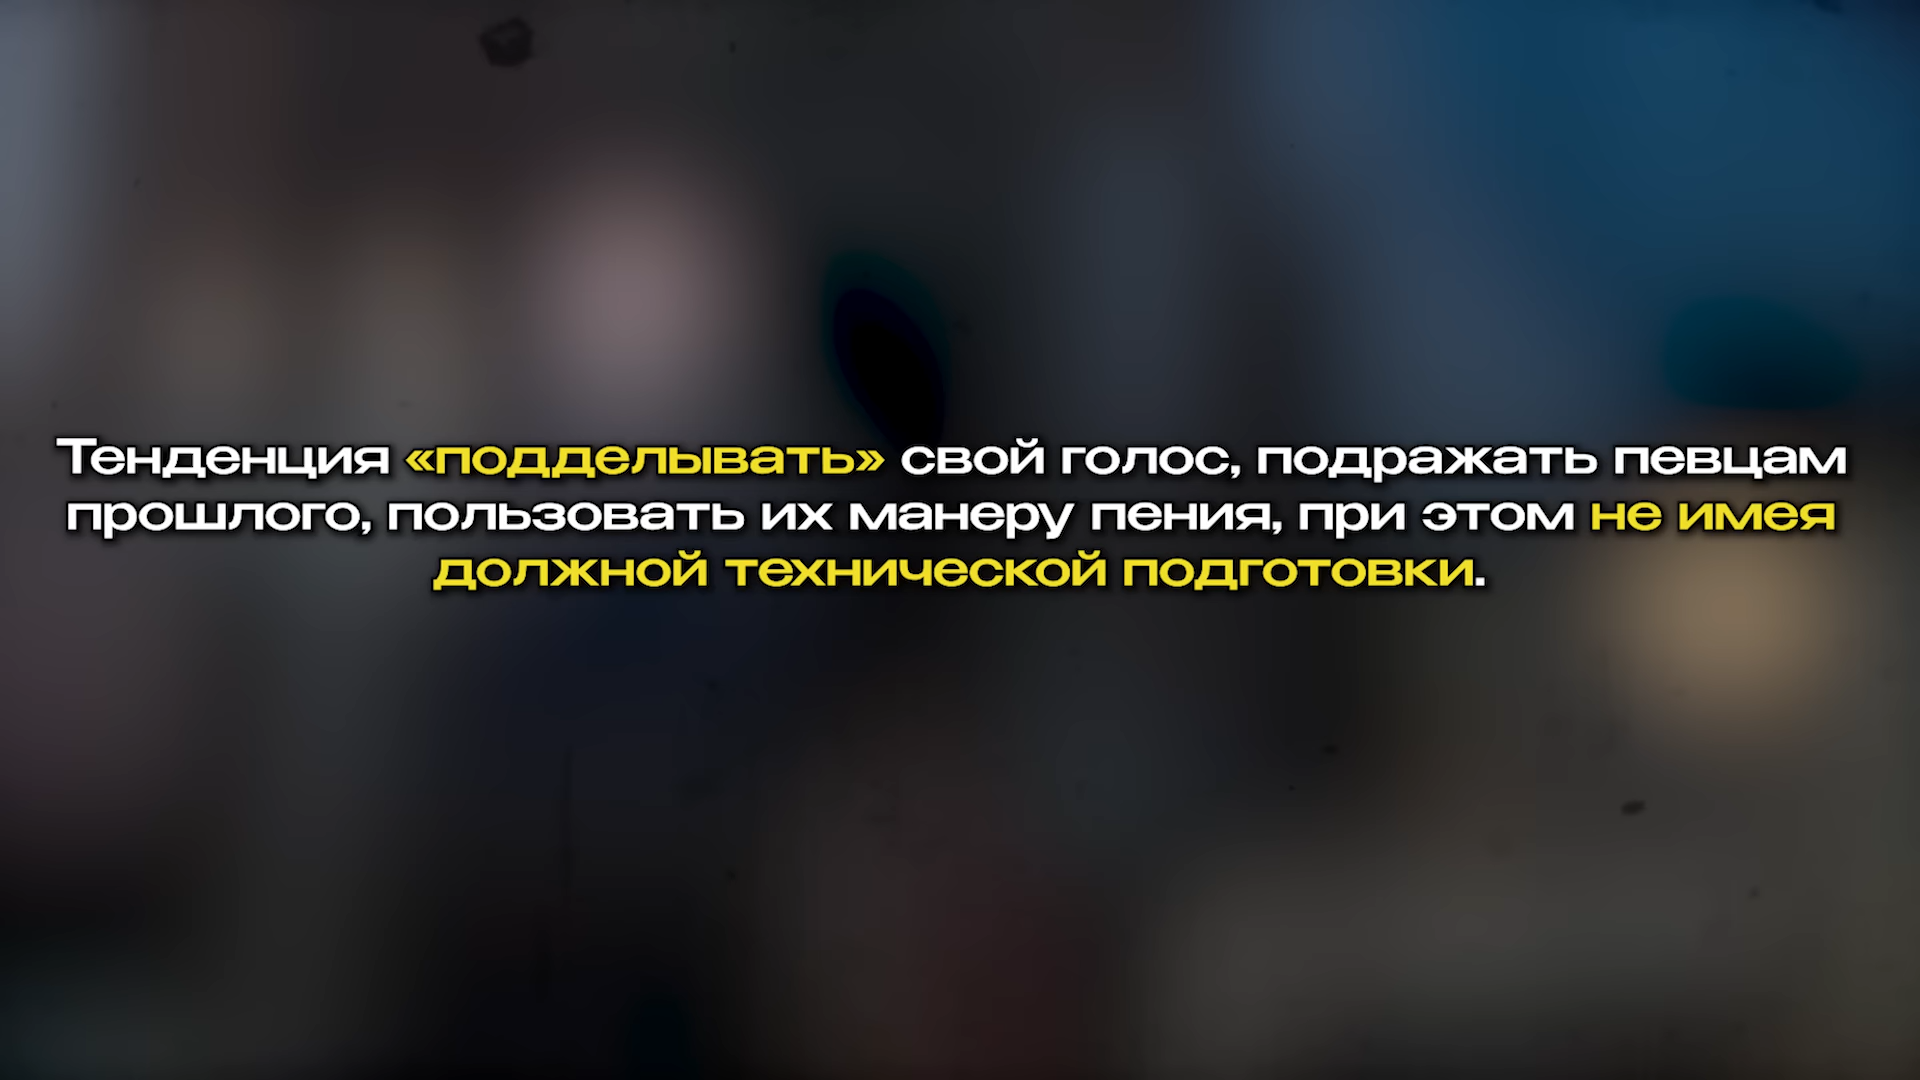 Тенденция «подделывать» свой голос, подражать певцам
прошлого, пользовать их манеру пения, при этом не имея
должной технической подготовки.